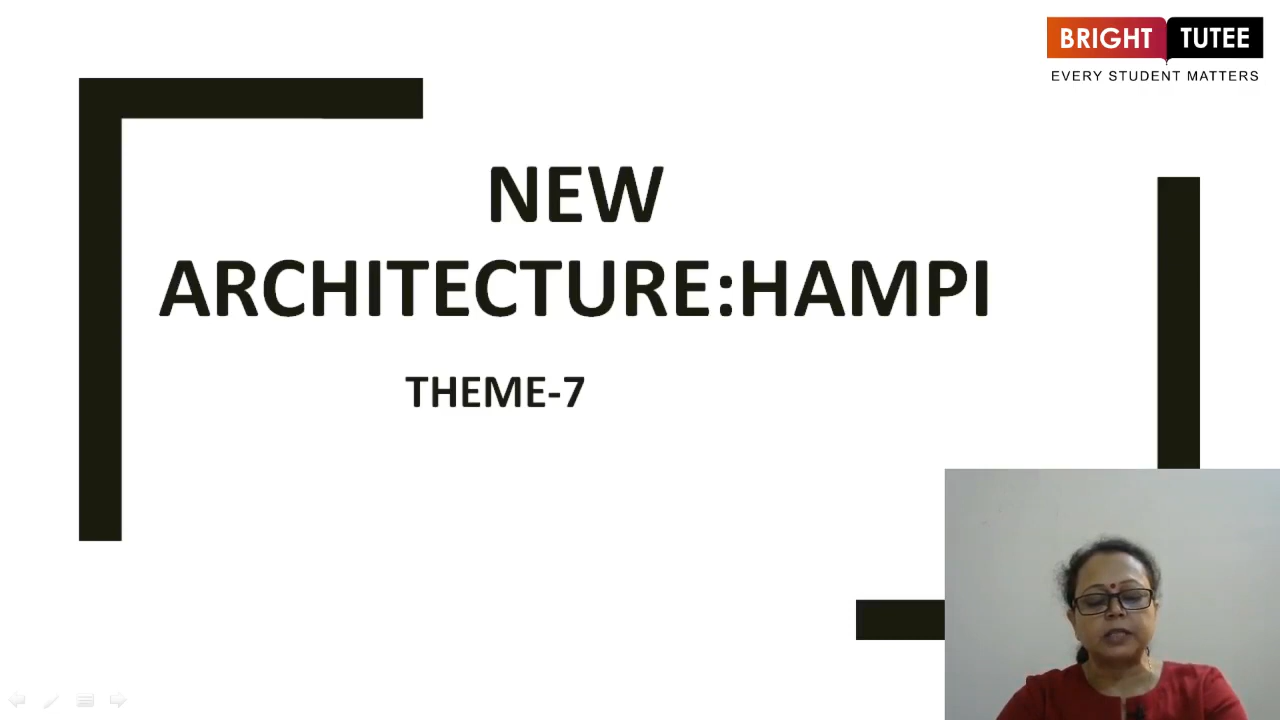 BRIGHT TUTEE
EVERY STUDENT MATTERS
NEW
ARCHITECTURE:HAMPI
THEME-7